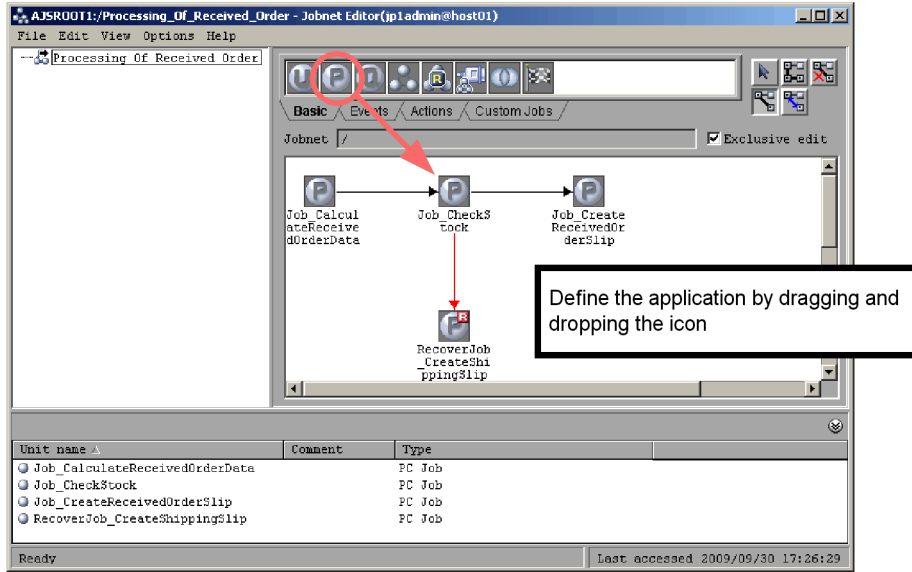 AJSROOT1:/Processing_Of_Received_Order - Jobnet Editor(jp1admin@host01)
File Edit View Options Help
Processing Of Received Order
U P Q R
Basic Events Actions Custom Jobs
Jobnet / Exclusive edit
P P P
Job_Calcul
ateReceive
dOrderData
Job_CheckS
tock
Job_Create
ReceivedOr
derSlip
Define the application by dragging and
dropping the icon
P R
RecoverJob
_CreateShi
ppingSlip
Unit name Comment Type
Job_CalculateReceivedOrderData PC Job
Job_CheckStock PC Job
Job_CreateReceivedOrderSlip PC Job
RecoverJob_CreateShippingSlip PC Job
Ready Last accessed 2009/09/30 17:26:29